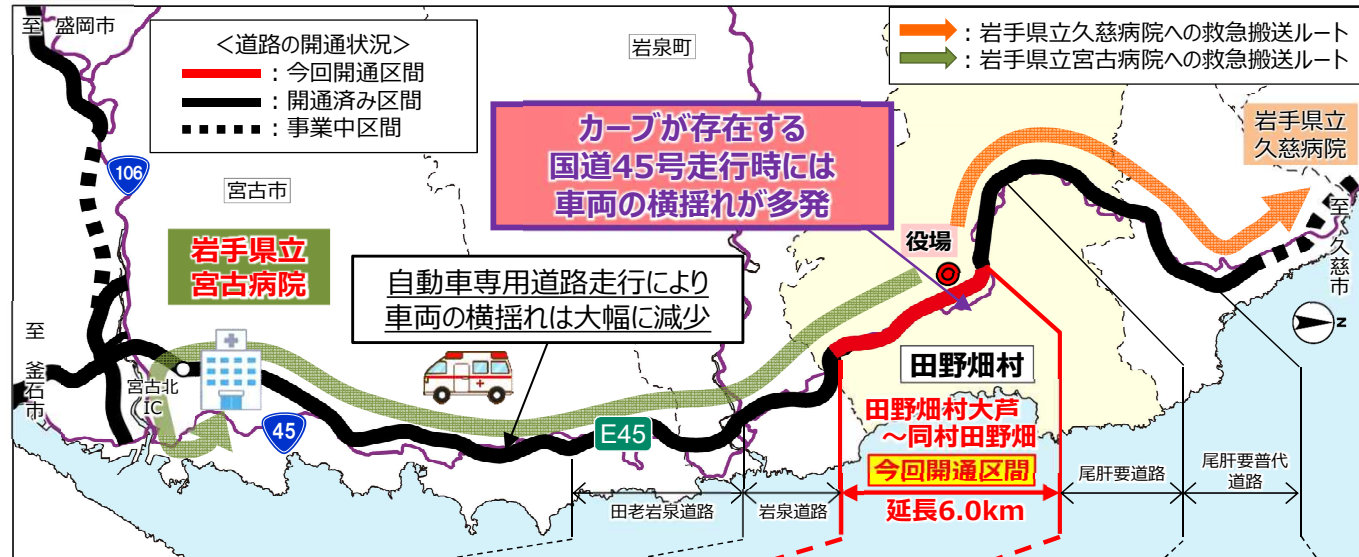 至 盛岡市
＜道路の開通状況＞
：今回開通区間
：開通済み区間
：事業中区間
岩泉町
：岩手県立久慈病院への救急搬送ルート
：岩手県立宮古病院への救急搬送ルート
カーブが存在する
国道45号走行時には
車両の横揺れが多発
岩手県立
久慈病院
106
宮古市
岩手県立
宮古病院
自動車専用道路走行により
車両の横揺れは大幅に減少
役場
至 久慈市
N
至 釜石市
宮古北
IC
45
E45
田野畑村
田野畑村大芦
～同村田野畑
今回開通区間
延長6.0km
田老岩泉道路
岩泉道路
尾肝要道路
尾肝要普代
道路